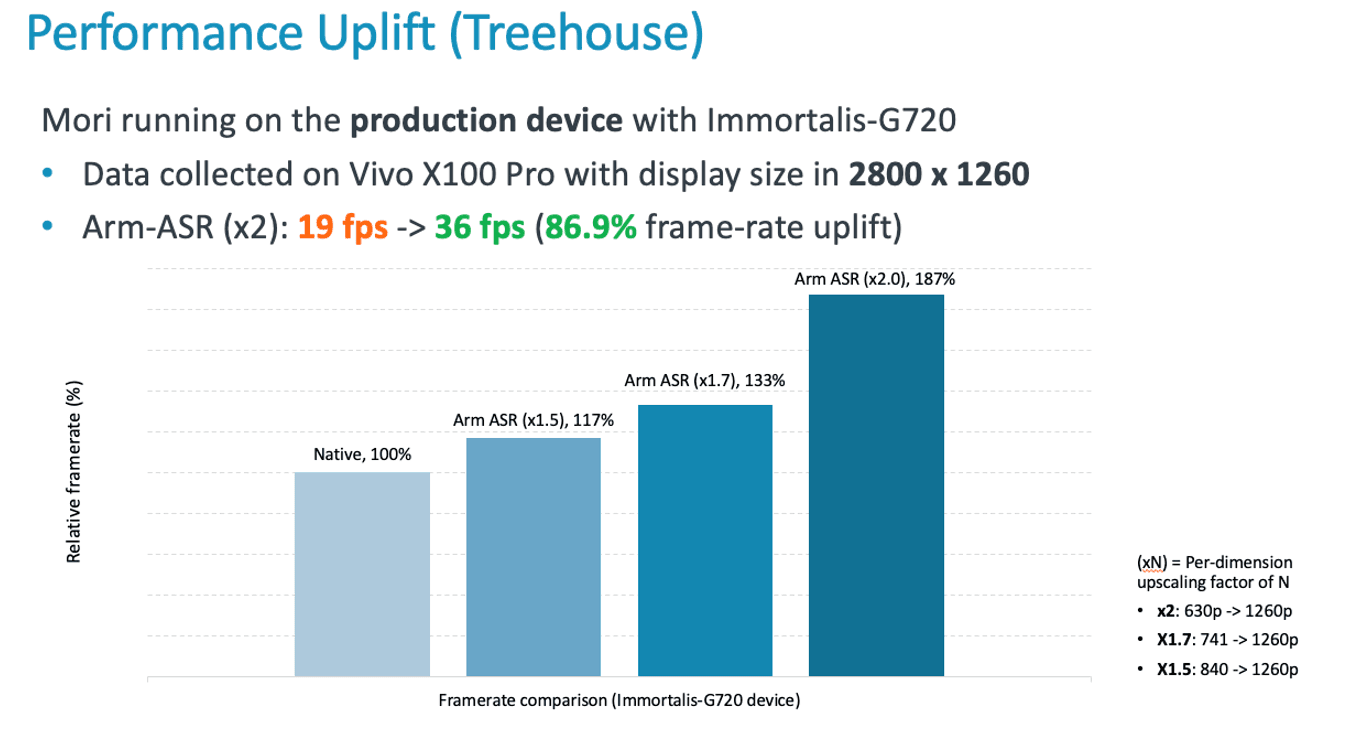 Performance Uplift (Treehouse)
Mori running on the production device with Immortalis-G720
• Data collected on Vivo X100 Pro with display size in 2800 x 1260
• Arm-ASR (x2): 19 fps -> 36 fps (86.9% frame-rate uplift)
Arm ASR (x2.0), 187%
Arm ASR (x1.7), 133%
Arm ASR (x1.5), 117%
Native, 100%
Relative framerate (%)
Framerate comparison (Immortalis-G720 device)
(xN) = Per-dimension
upscaling factor of N
• x2: 630p -> 1260p
• X1.7: 741 -> 1260p
• X1.5: 840 -> 1260p